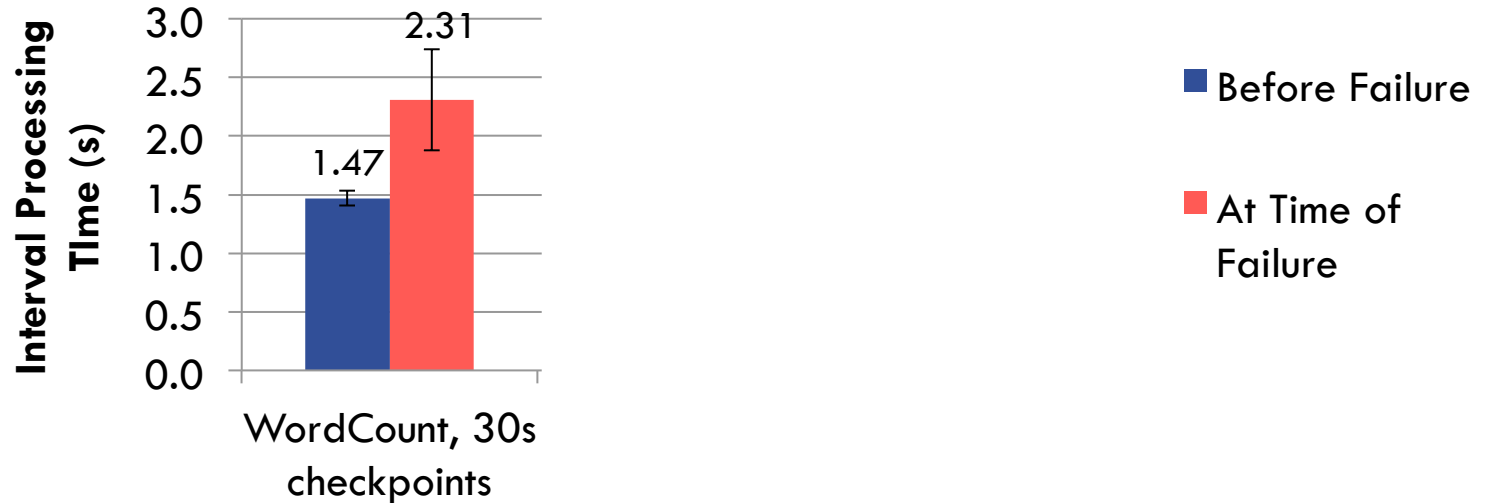 Interval Processing
TIme (s)
3.0
2.5
2.0
1.5
1.0
0.5
0.0
1.47
2.31
WordCount, 30s
checkpoints
Before Failure
At Time of
Failure